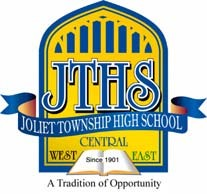 JTHS
JOLIET TOWNSHIP HIGH SCHOOL
CENTRAL
WEST EAST
Since 1901
A Tradition of Opportunity